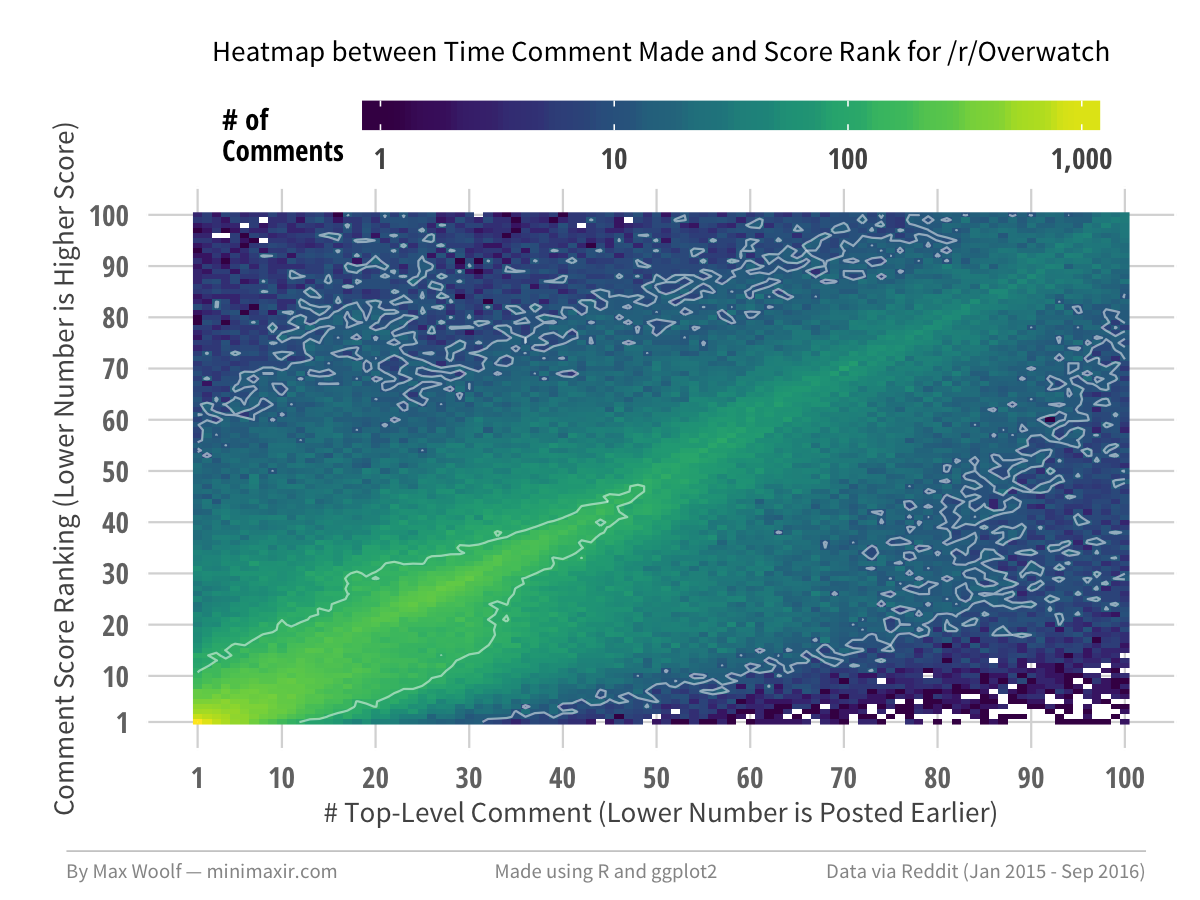 Heatmap between Time Comment Made and Score Rank for /r/Overwatch
# of
Comments
1 10 100 1,000
Comment Score Ranking (Lower Number is Higher Score)
100
90
80
70
60
50
40
30
20
10
1
1 10 20 30 40 50 60 70 80 90 100
# Top-Level Comment (Lower Number is Posted Earlier)
By Max Woolf — minimaxir.com Made using R and ggplot2 Data via Reddit (Jan 2015 - Sep 2016)